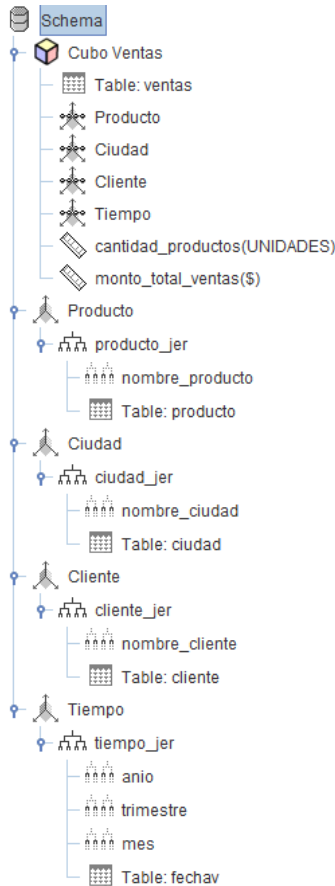 Schema
Cubo Ventas
Table: ventas
Producto
Ciudad
Cliente
Tiempo
cantidad_productos(UNIDADES)
monto_total_ventas($)
Producto
producto_jer
nombre_producto
Table: producto
Ciudad
ciudad_jer
nombre_ciudad
Table: ciudad
Cliente
cliente_jer
nombre_cliente
Table: cliente
Tiempo
tiempo_jer
anio
trimestre
mes
Table: fechav